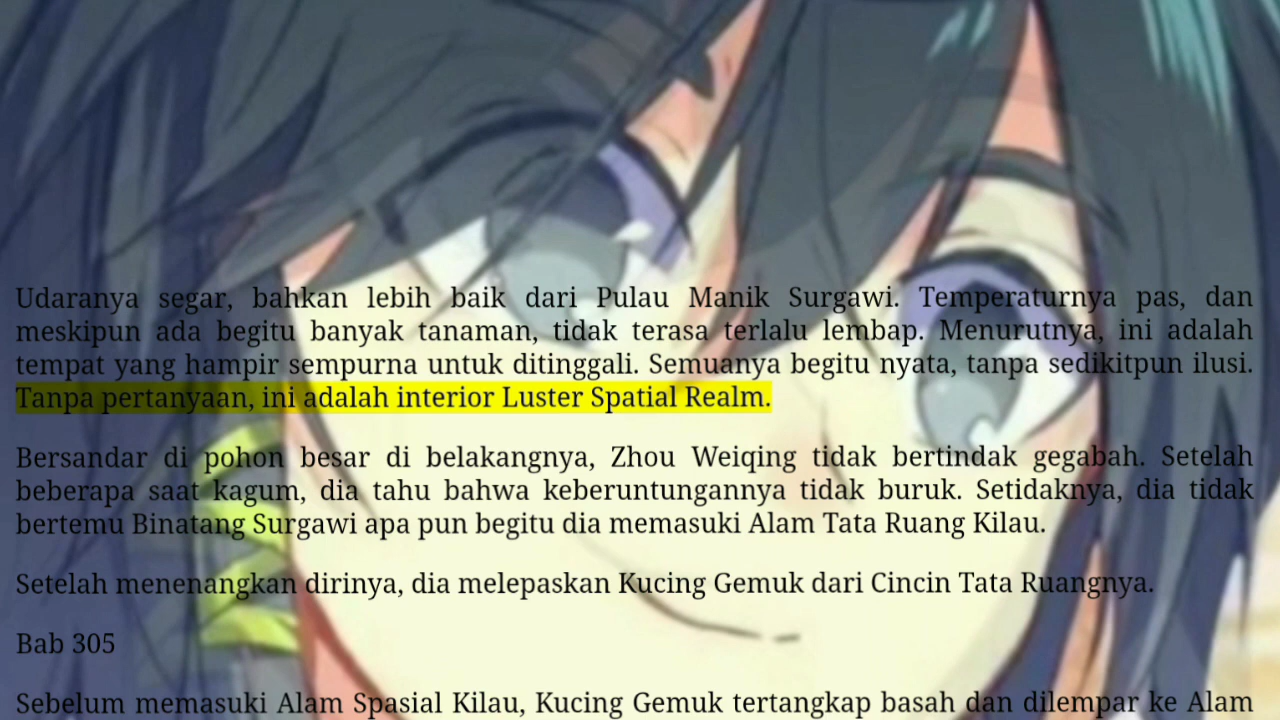 Udaranya segar, bahkan lebih baik dari Pulau Manik Surgawi. Temperaturnya pas, dan
meskipun ada begitu banyak tanaman, tidak terasa terlalu lembap. Menurutnya, ini adalah
tempat yang hampir sempurna untuk ditinggali. Semuanya begitu nyata, tanpa sedikitpun ilusi.
Tanpa pertanyaan, ini adalah interior Luster Spatial Realm.
Bersandar di pohon besar di belakangnya, Zhou Weiqing tidak bertindak gegabah. Setelah
beberapa saat kagum, dia tahu bahwa keberuntungannya tidak buruk. Setidaknya, dia tidak
bertemu Binatang Surgawi apa pun begitu dia memasuki Alam Tata Ruang Kilau.
Setelah menenangkan dirinya, dia melepaskan Kucing Gemuk dari Cincin Tata Ruangnya.
Bab 305
Sebelum memasuki Alam Spasial Kilau, Kucing Gemuk tertangkap basah dan dilempar ke Alam